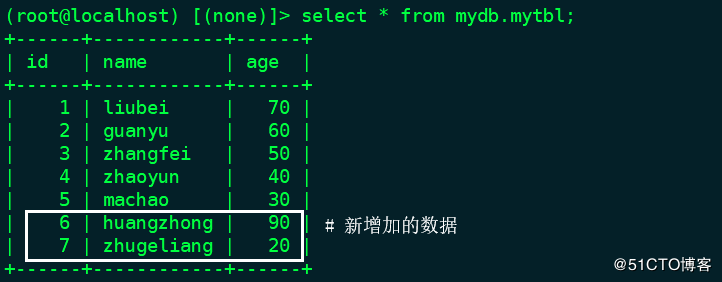 (root@localhost) [(none)]> select * from mydb.mytbl;
+------+------------+------+
| id   | name       | age  |
+------+------------+------+
|    1 | liubei     |   70 |
|    2 | guanyu     |   60 |
|    3 | zhangfei   |   50 |
|    4 | zhaoyun    |   40 |
|    5 | machao     |   30 |
|    6 | huangzhong |   90 | # 新增加的数据
|    7 | zhugeliang |   20 |
+------+------------+------+
@51CTO博客